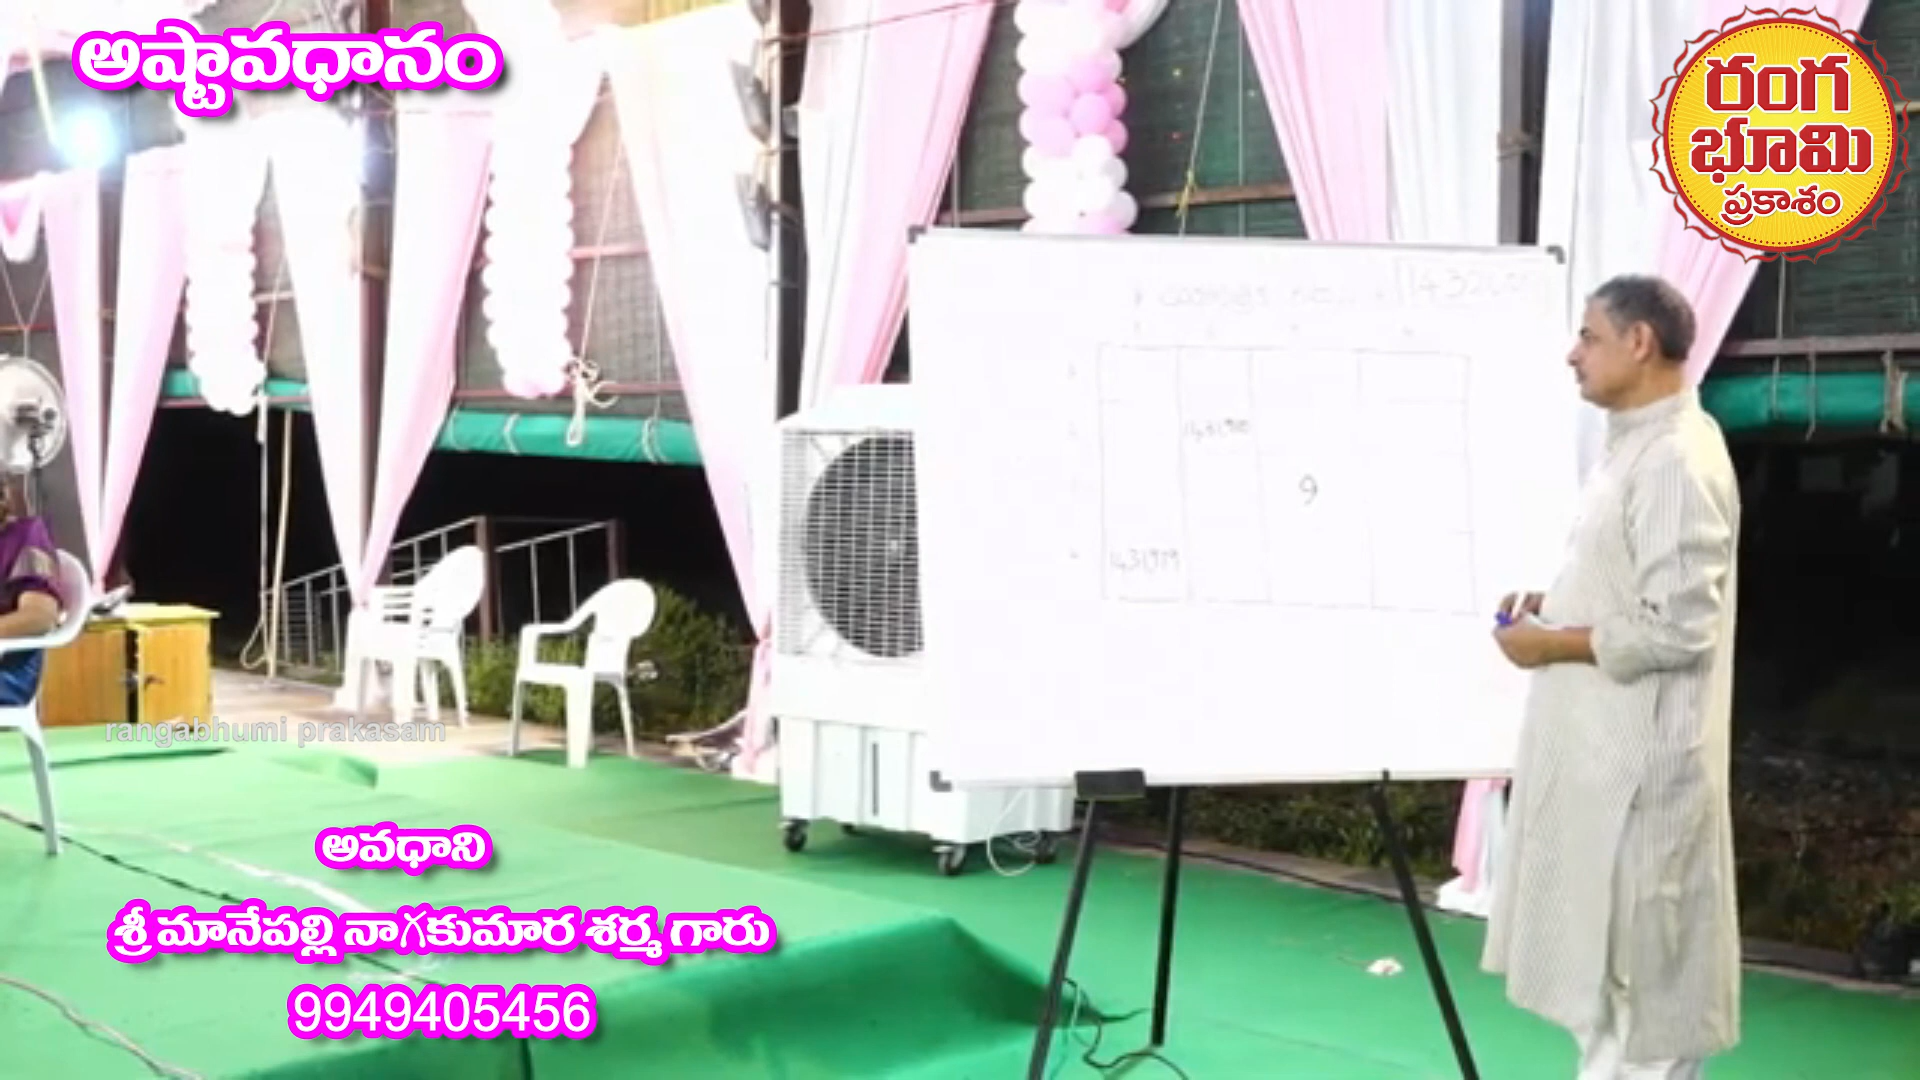 అష్టావధానం
రంగ
భూమి
ప్రకాశం
9
rangabhumi prakasam
అవధాని
శ్రీ మానేపల్లి నాగకుమార శర్మ గారు
9949405456